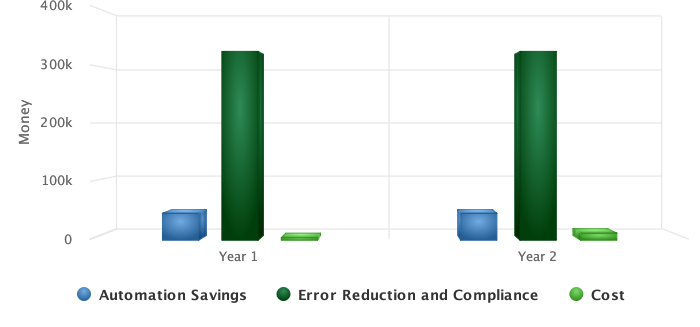 400k
300k
200k
100k
0
Money
Year 1
Year 2
Automation Savings
Error Reduction and Compliance
Cost